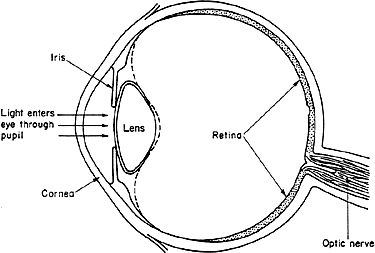 Iris
Light enters
eye through
pupil
Lens
Retina
Cornea
Optic nerve